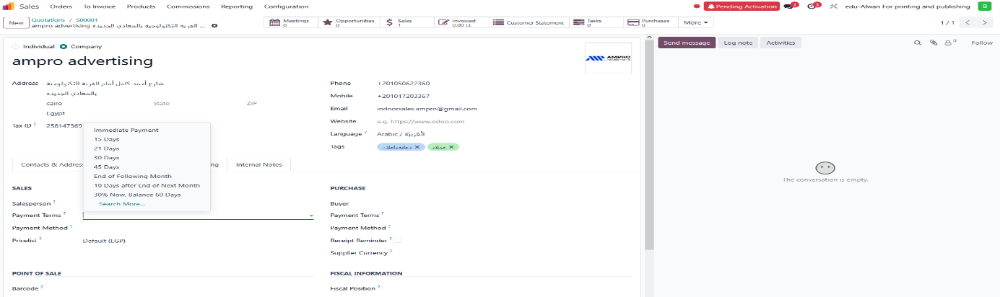 Sales Orders To Invoice Products Commissions Reporting Configuration Pending Activation 1 3 edu-Alwan For printing and publishing S
New Quotations / S00001
ampro advertising القرية التكنولوجيه بالمعادي الجديدة ...
Meetings 0 Opportunities 0 Sales 1 Invoiced 0.00 LE Customer Statement Tasks 0 Purchases 0 More 1 / 1
Individual Company
ampro advertising
AMPRO
Send message Log note Activities 0 Follow
Address شارع أحمد كامل أمام القرية التكنولوجية
بالمعادي الجديدة
cairo State ZIP
Egypt
Tax ID ? 258147369
Phone +201050622360
Mobile +201017203367
Email indoorsales.ampro@gmail.com
Website e.g. https://www.odoo.com
Language ? Arabic / الْعَرَبيّة
Tags دعاية واعلان × عملاء ×
Immediate Payment
15 Days
21 Days
30 Days
45 Days
End of Following Month
10 Days after End of Next Month
30% Now, Balance 60 Days
Search More...
Contacts & Address ng Internal Notes
SALES
Salesperson ?
Payment Terms ?
Payment Method ?
Pricelist ? Default (EGP)
PURCHASE
Buyer
Payment Terms ?
Payment Method ?
Receipt Reminder ?
Supplier Currency ?
POINT OF SALE
Barcode ?
FISCAL INFORMATION
Fiscal Position ?
The conversation is empty.